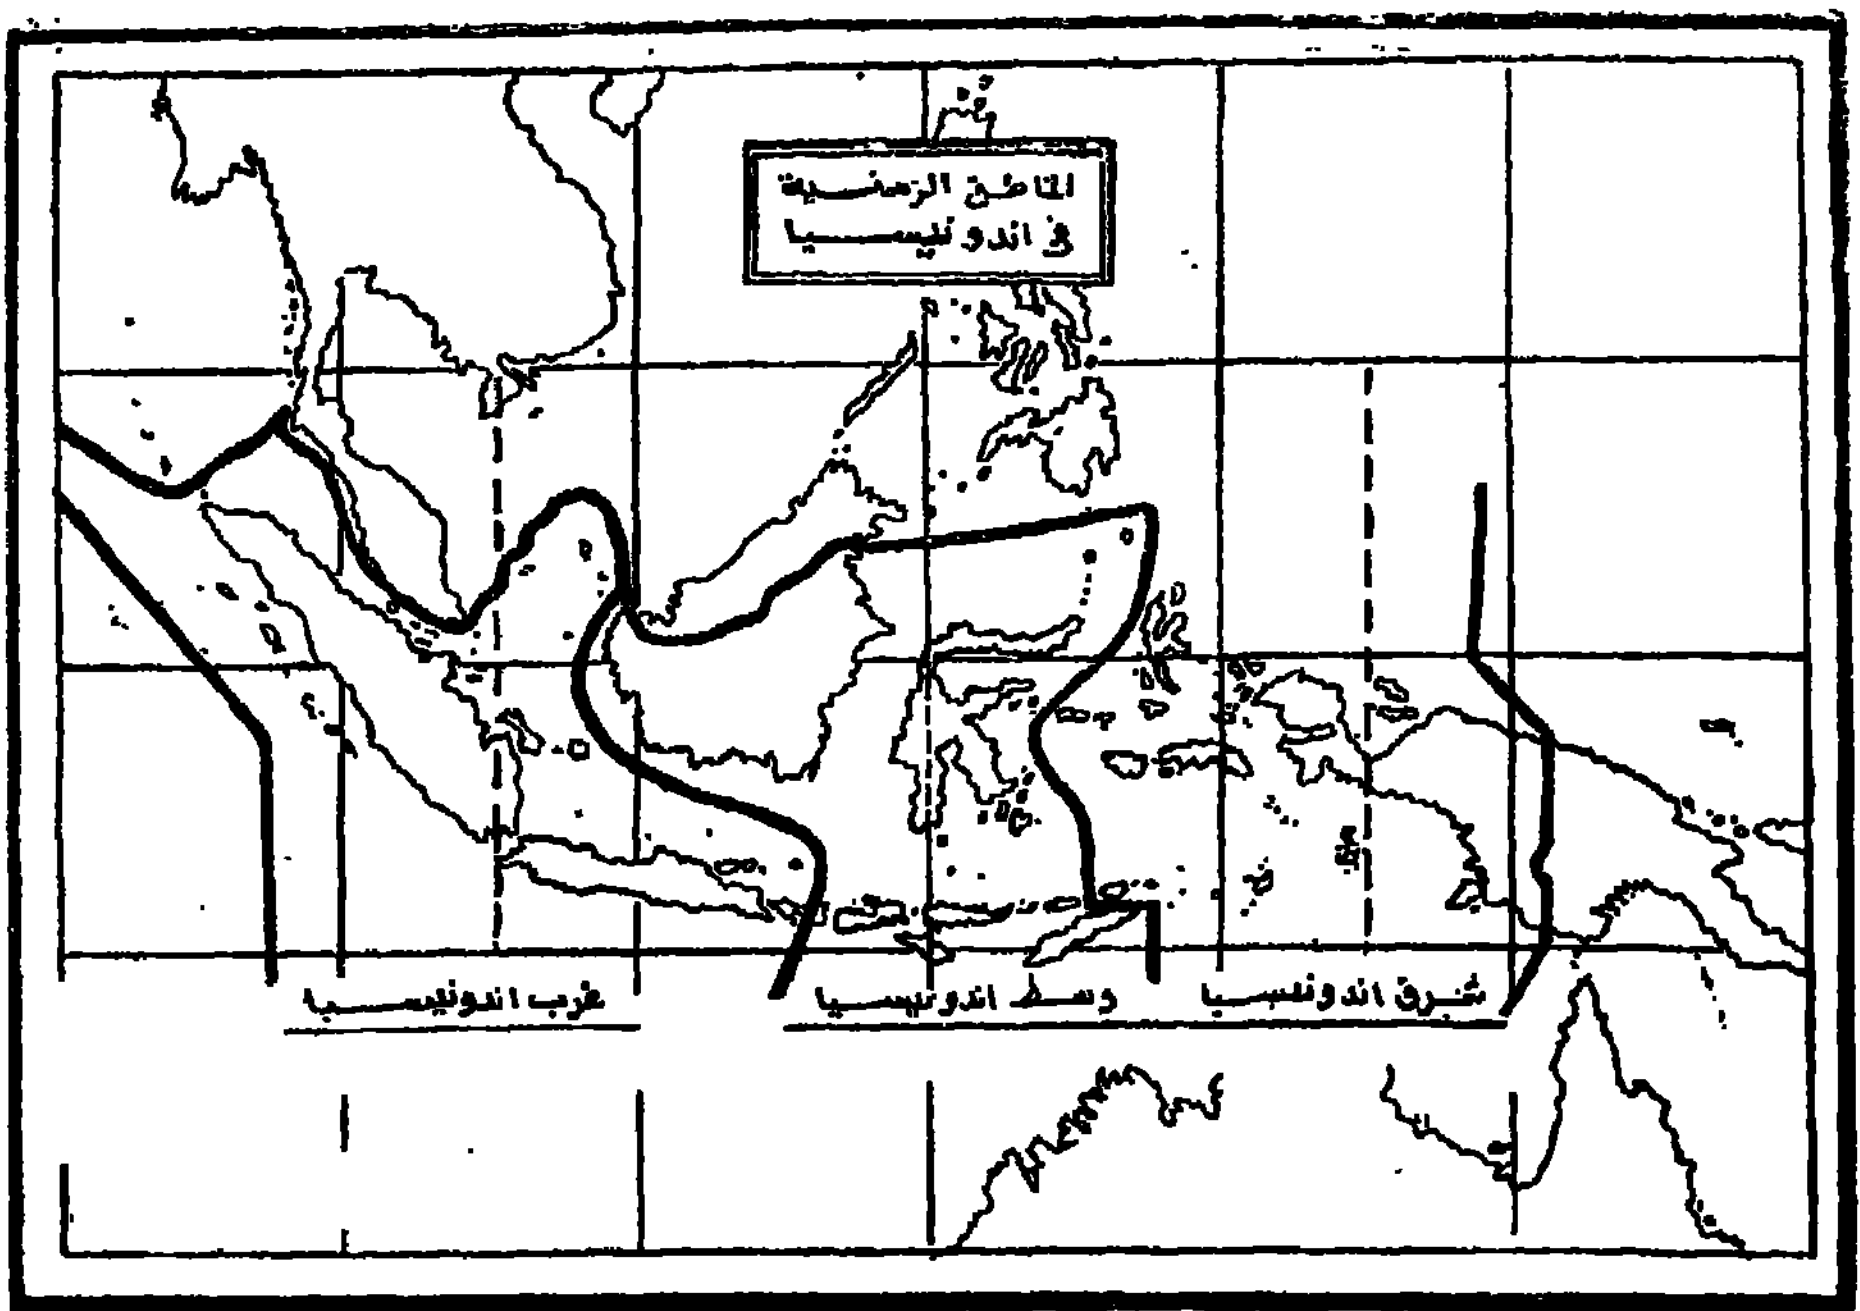 المناطق الزمنية
في اندونيسيا
شرق اندونيسيا
وسط اندونيسيا
غرب اندونيسيا